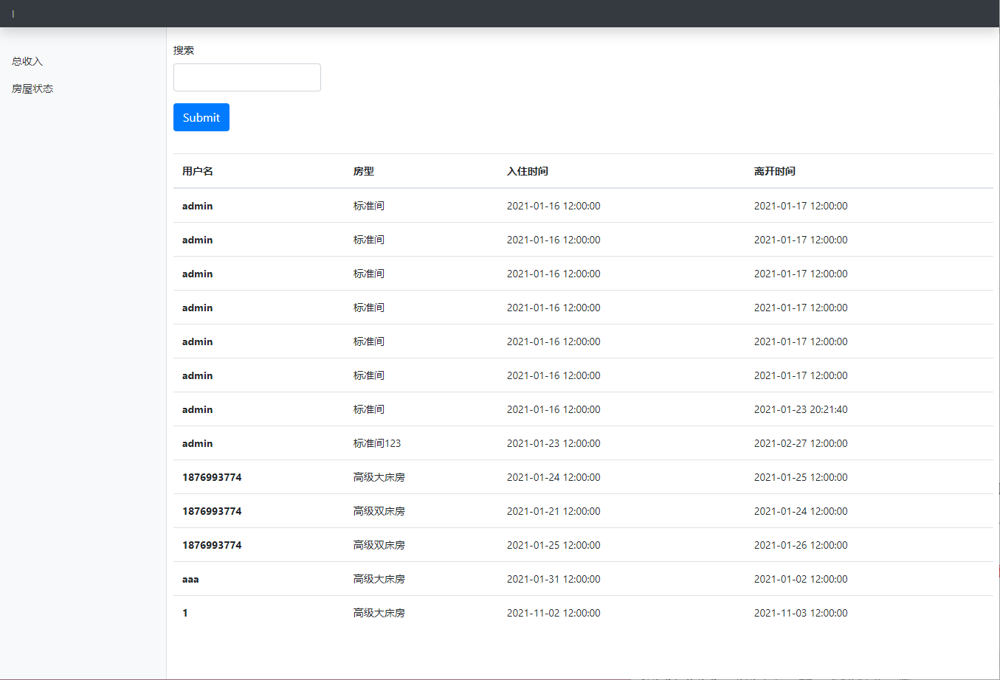 总收入
房屋状态
搜索
Submit
用户名 房型 入住时间 离开时间
admin 标准间 2021-01-16 12:00:00 2021-01-17 12:00:00
admin 标准间 2021-01-16 12:00:00 2021-01-17 12:00:00
admin 标准间 2021-01-16 12:00:00 2021-01-17 12:00:00
admin 标准间 2021-01-16 12:00:00 2021-01-17 12:00:00
admin 标准间 2021-01-16 12:00:00 2021-01-17 12:00:00
admin 标准间 2021-01-16 12:00:00 2021-01-17 12:00:00
admin 标准间 2021-01-16 12:00:00 2021-01-23 20:21:40
admin 标准间123 2021-01-23 12:00:00 2021-02-27 12:00:00
1876993774 高级大床房 2021-01-24 12:00:00 2021-01-25 12:00:00
1876993774 高级双床房 2021-01-21 12:00:00 2021-01-24 12:00:00
1876993774 高级双床房 2021-01-25 12:00:00 2021-01-26 12:00:00
aaa 高级大床房 2021-01-31 12:00:00 2021-01-02 12:00:00
1 高级大床房 2021-11-02 12:00:00 2021-11-03 12:00:00